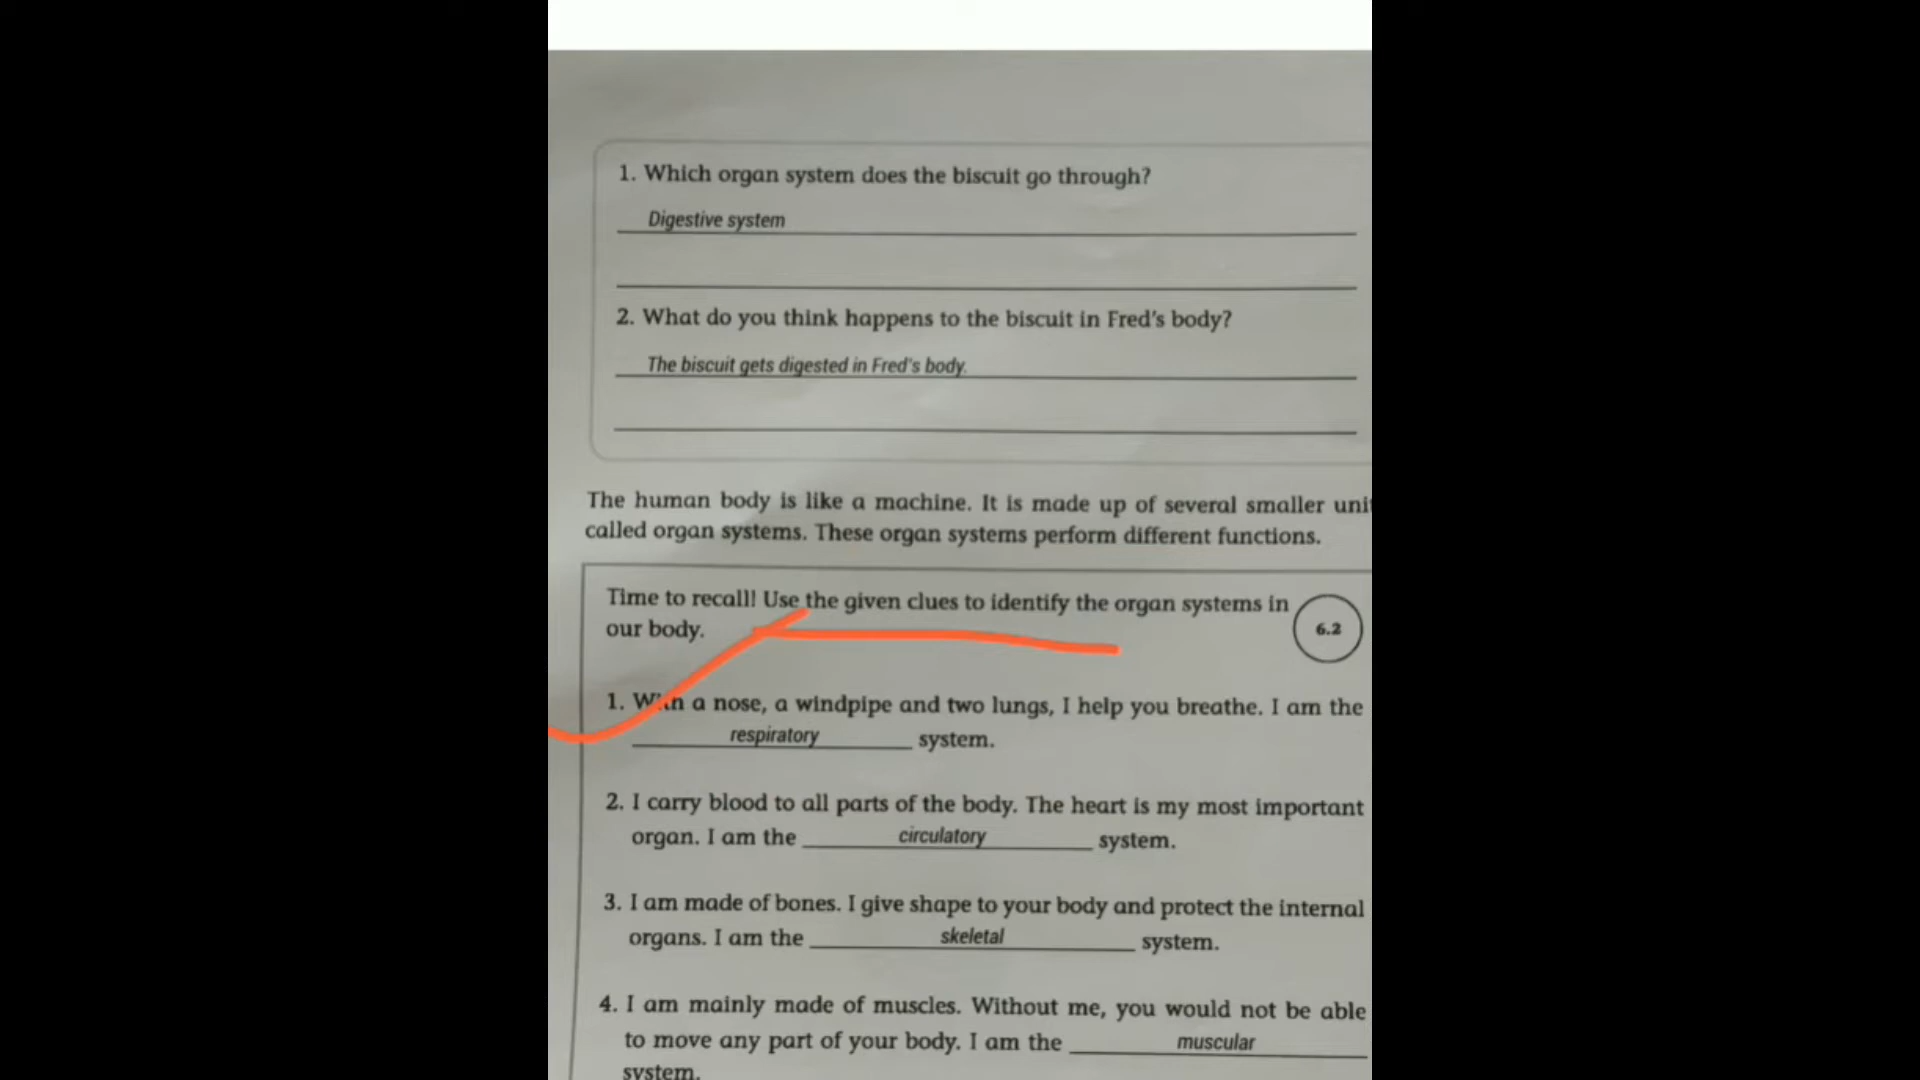 1. Which organ system does the biscuit go through?
Digestive system
2. What do you think happens to the biscuit in Fred's body?
The biscuit gets digested in Fred's body.
The human body is like a machine. It is made up of several smaller unit
called organ systems. These organ systems perform different functions.
Time to recall! Use the given clues to identify the organ systems in
our body.
6.2
1. With a nose, a windpipe and two lungs, I help you breathe. I am the
respiratory system.
2. I carry blood to all parts of the body. The heart is my most important
organ. I am the circulatory system.
3. I am made of bones. I give shape to your body and protect the internal
organs. I am the skeletal system.
4. I am mainly made of muscles. Without me, you would not be able
to move any part of your body. I am the muscular
system.